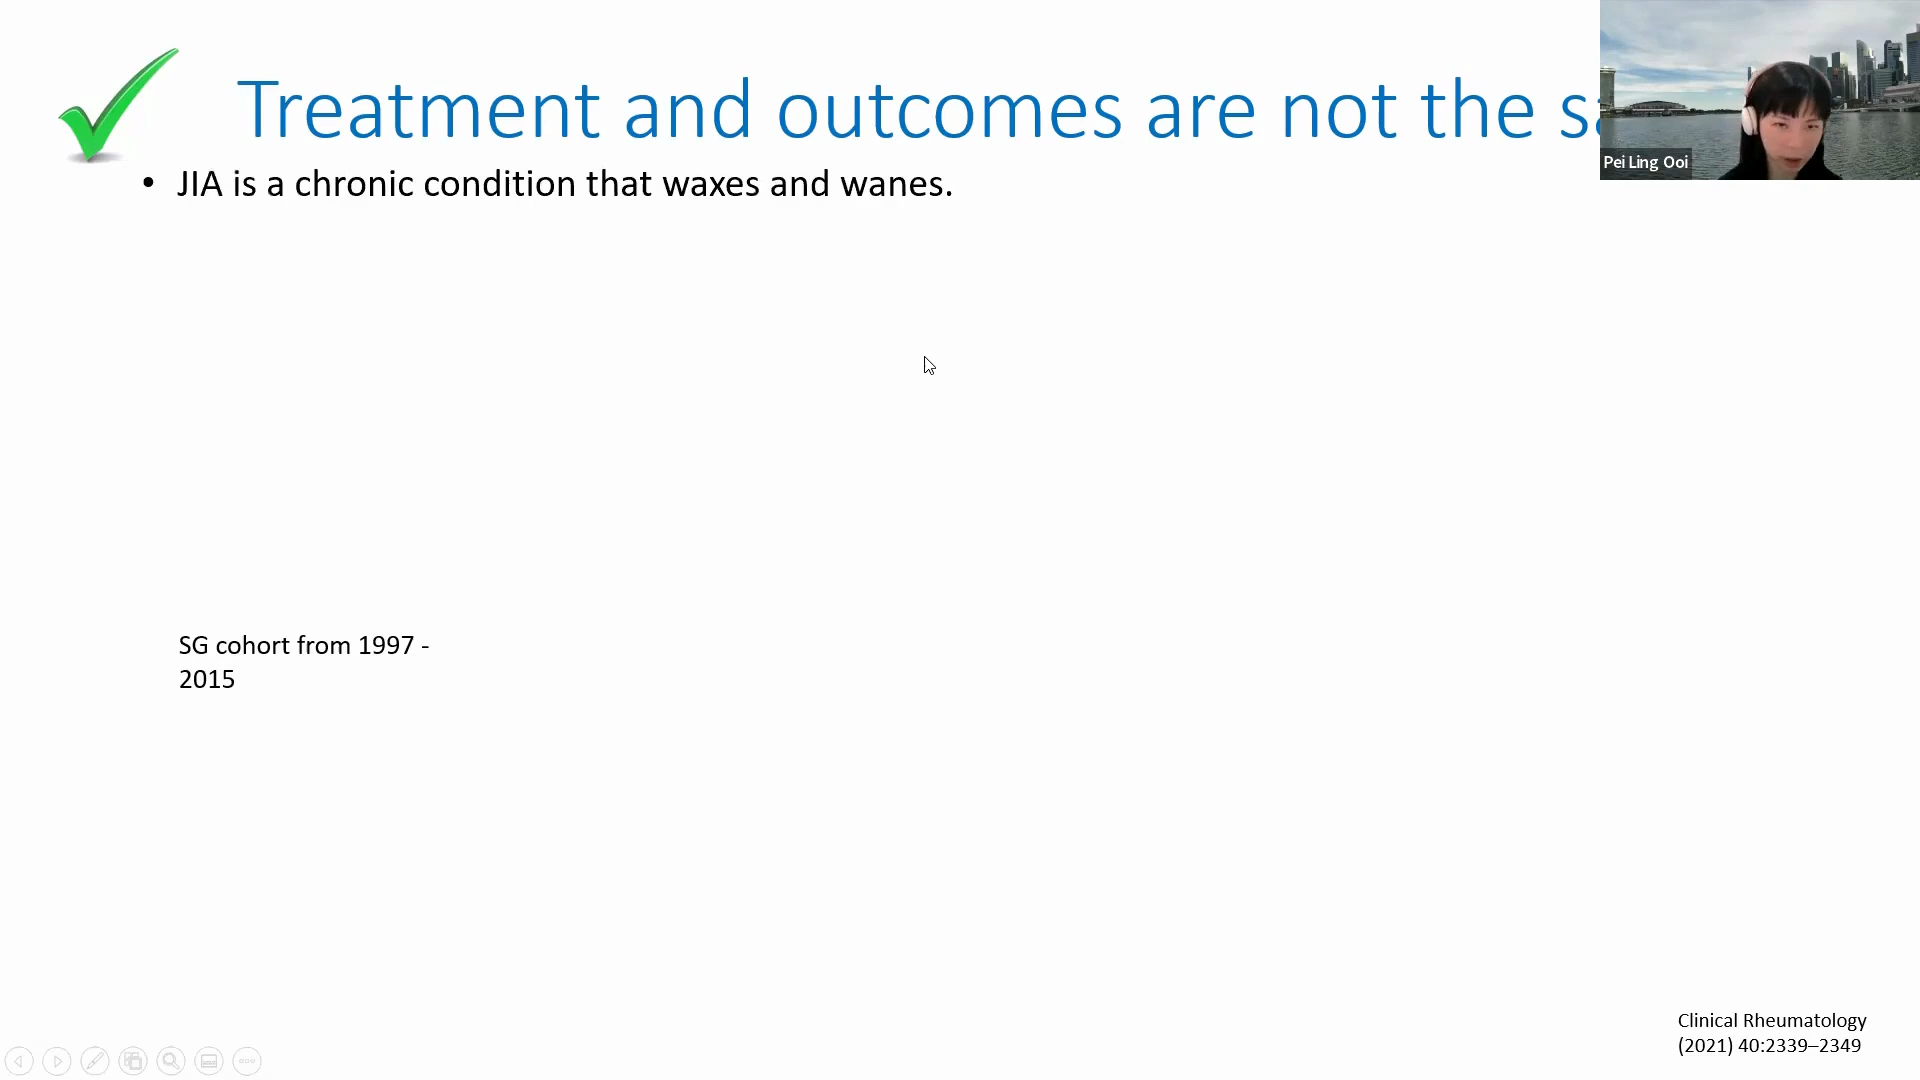 Treatment and outcomes are not the
Pei Ling Ooi
• JIA is a chronic condition that waxes and wanes.
SG cohort from 1997 -
2015
Clinical Rheumatology
(2021) 40:2339–2349